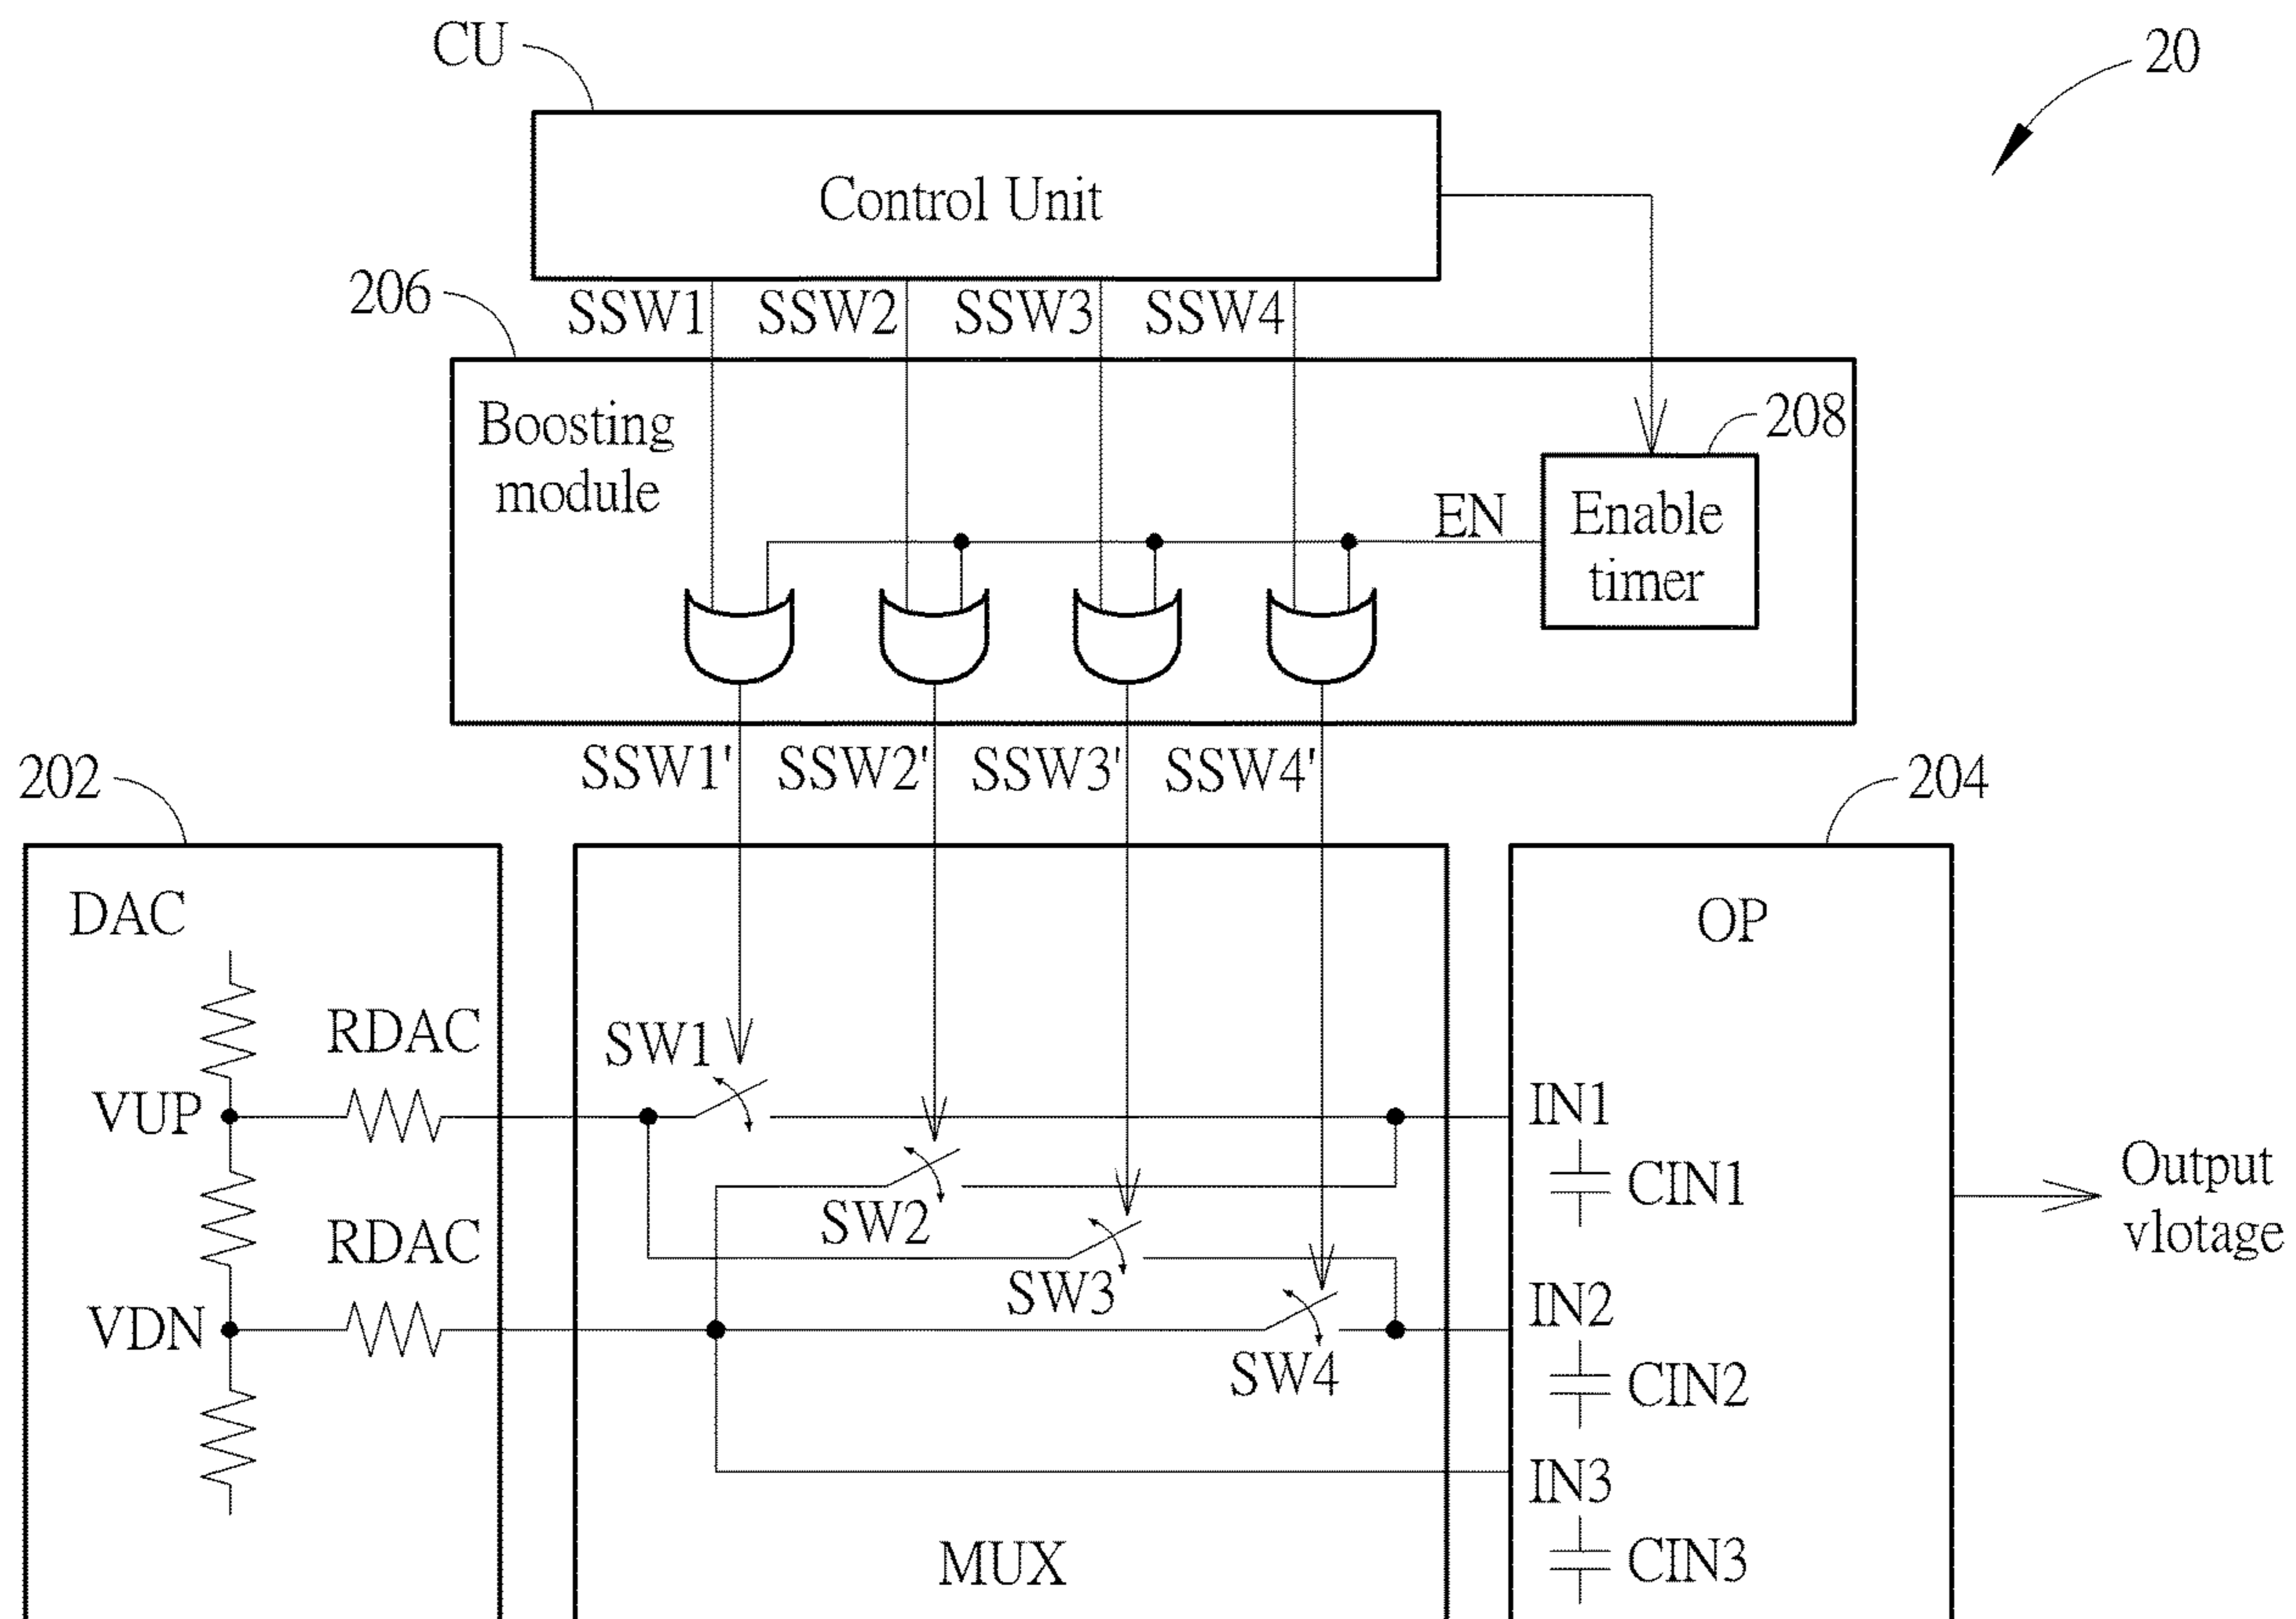 CU
20
Control Unit
206
SSW1
SSW2
SSW3
SSW4
Boosting
module
208
EN
Enable
timer
SSW1'
SSW2'
SSW3'
SSW4'
202
204
DAC
OP
RDAC
SW1
VUP
IN1
SW2
CIN1
Output
vlotage
RDAC
SW3
VDN
IN2
SW4
CIN2
IN3
MUX
CIN3